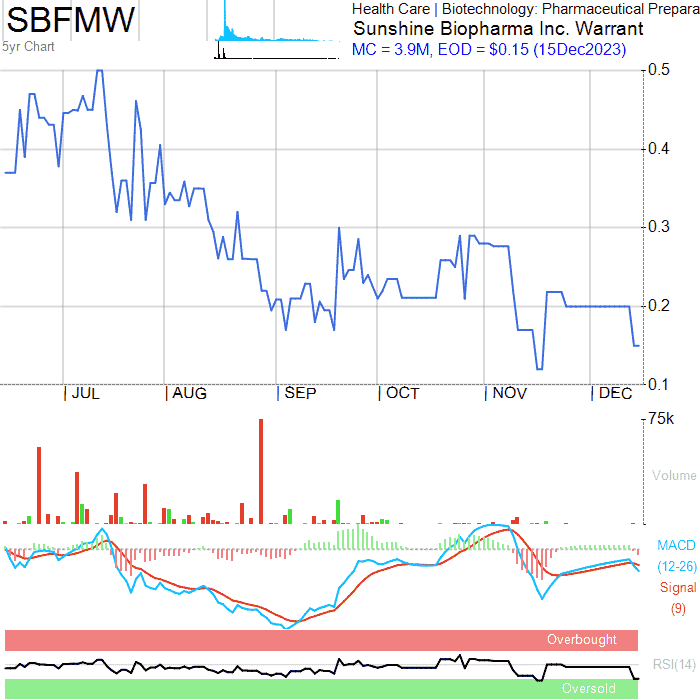 SBFMW
5yr Chart
Health Care | Biotechnology: Pharmaceutical Prepara
Sunshine Biopharma Inc. Warrant
MC = 3.9M, EOD = $0.15 (15Dec2023)
0.5
0.4
0.3
0.2
0.1
| JUL | AUG | SEP | OCT | NOV | DEC
75k
Volume
MACD
(12-26)
Signal
(9)
Overbought
RSI(14)
Oversold